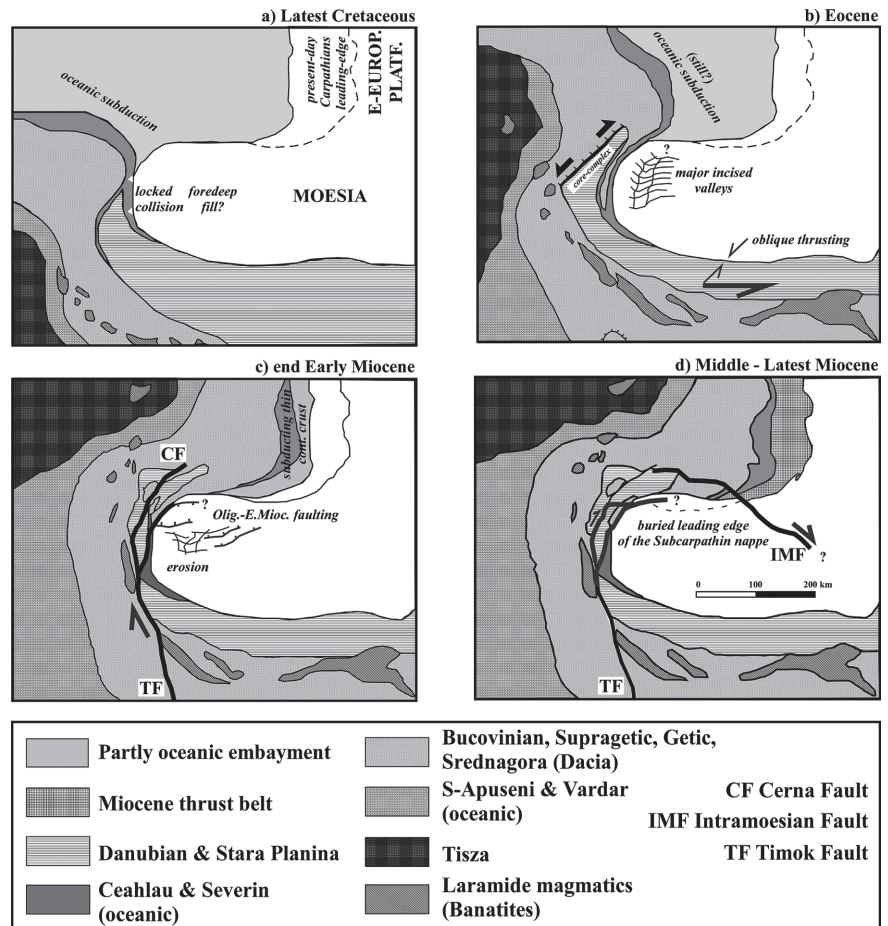 a) Latest Cretaceous
oceanic subduction
present-day
Carpathians
leading-edge
E-EUROP.
PLATF.
locked
collision
foredeep
fill?
MOESIA
b) Eocene
(still?)
oceanic subduction
core-complex
?
major incised
valleys
oblique thrusting
c) end Early Miocene
subducting thin
cont. crust
CF
?
Olig.-E.Mioc. faulting
erosion
TF
d) Middle - Latest Miocene
?
buried leading edge
of the Subcarpathin nappe
IMF
?
0 100 200 km
TF
Partly oceanic embayment
Miocene thrust belt
Danubian & Stara Planina
Ceahlau & Severin
(oceanic)
Bucovinian, Supragetic, Getic,
Srednagora (Dacia)
S-Apuseni & Vardar
(oceanic)
Tisza
Laramide magmatics
(Banatites)
CF Cerna Fault
IMF Intramoesian Fault
TF Timok Fault